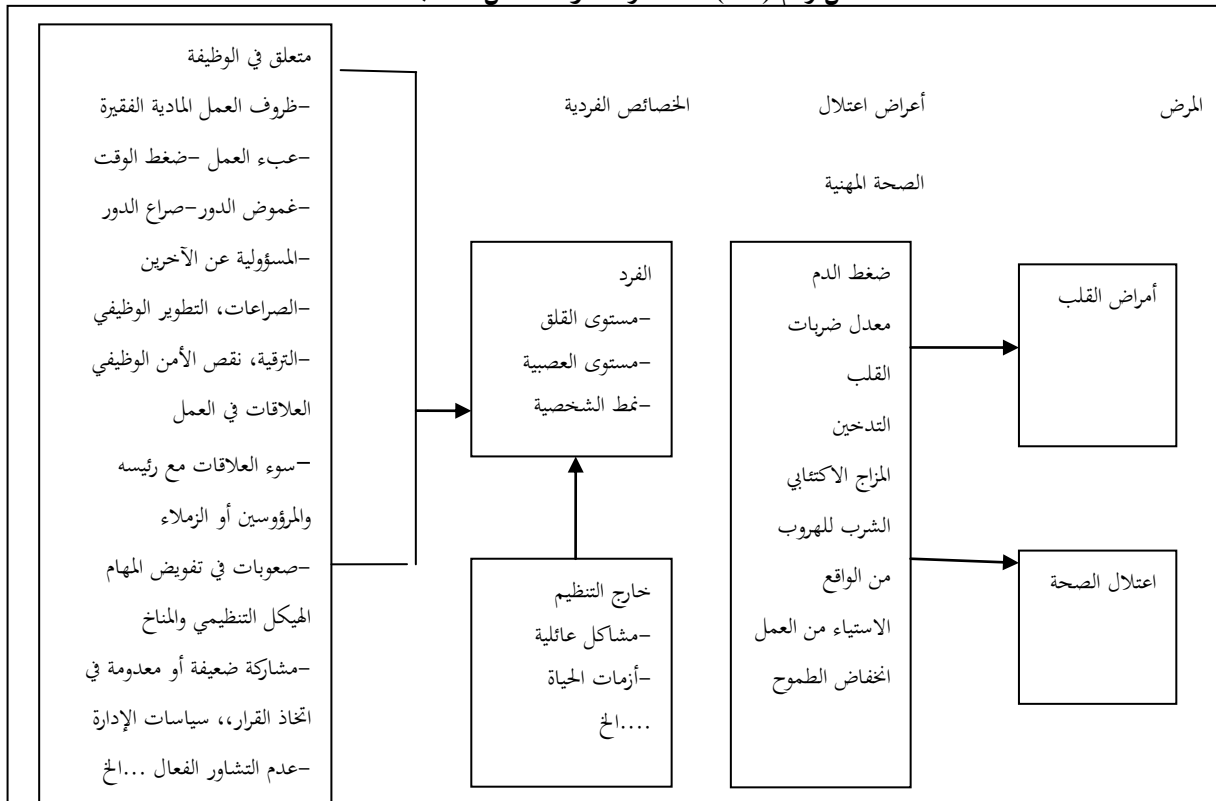 متعلق في الوظيفة
-ظروف العمل المادية الفقيرة
-عبء العمل -ضغط الوقت
-غموض الدور-صراع الدور
-المسؤولية عن الآخرين
-الصراعات، التطوير الوظيفي
-الترقية، نقص الأمن الوظيفي
العلاقات في العمل
-سوء العلاقات مع رئيسه
والمرؤوسين أو الزملاء
-صعوبات في تفويض المهام
الهيكل التنظيمي والمناخ
-مشاركة ضعيفة أو معدومة في
اتخاذ القرار،، سياسات الإدارة
-عدم التشاور الفعال ...الخ
الخصائص الفردية
الفرد
-مستوى القلق
-مستوى العصبية
-نمط الشخصية
خارج التنظيم
-مشاكل عائلية
-أزمات الحياة
....الخ
أعراض اعتلال
الصحة المهنية
ضغط الدم
معدل ضربات
القلب
التدخين
المزاج الاكتئابي
الشرب للهروب
من الواقع
الاستياء من العمل
انخفاض الطموح
المرض
أمراض القلب
اعتلال الصحة